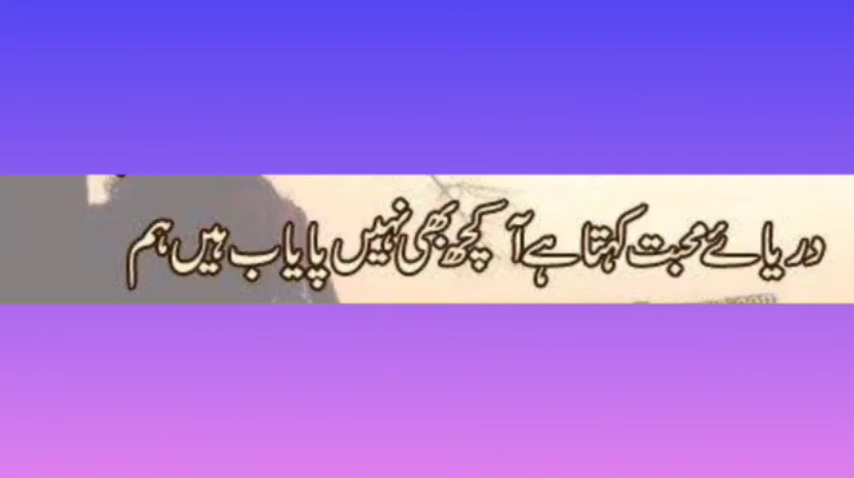 دریائے محبت کہتا ہے آ کچھ بھی نہیں پایاب ہیں ہم